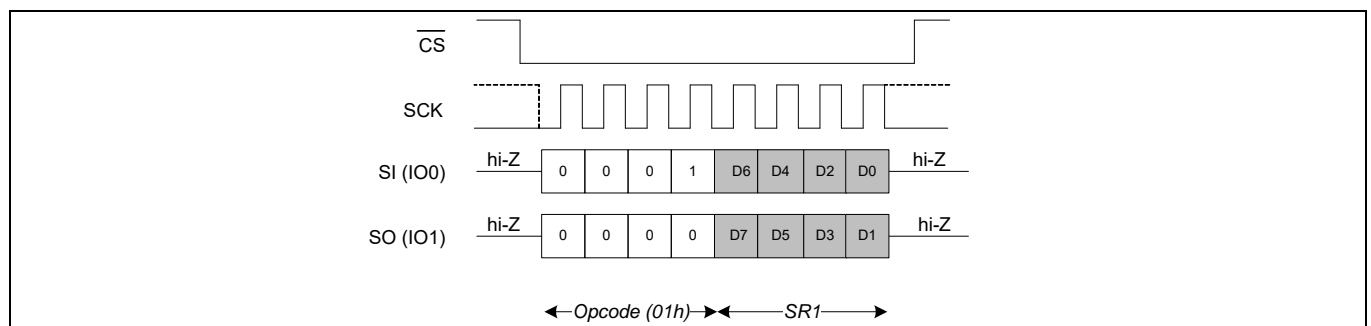 CS
SCK
SI (IO0) hi-Z 0 0 0 1 D6 D4 D2 D0 hi-Z
SO (IO1) hi-Z 0 0 0 0 D7 D5 D3 D1 hi-Z
Opcode (01h) SR1